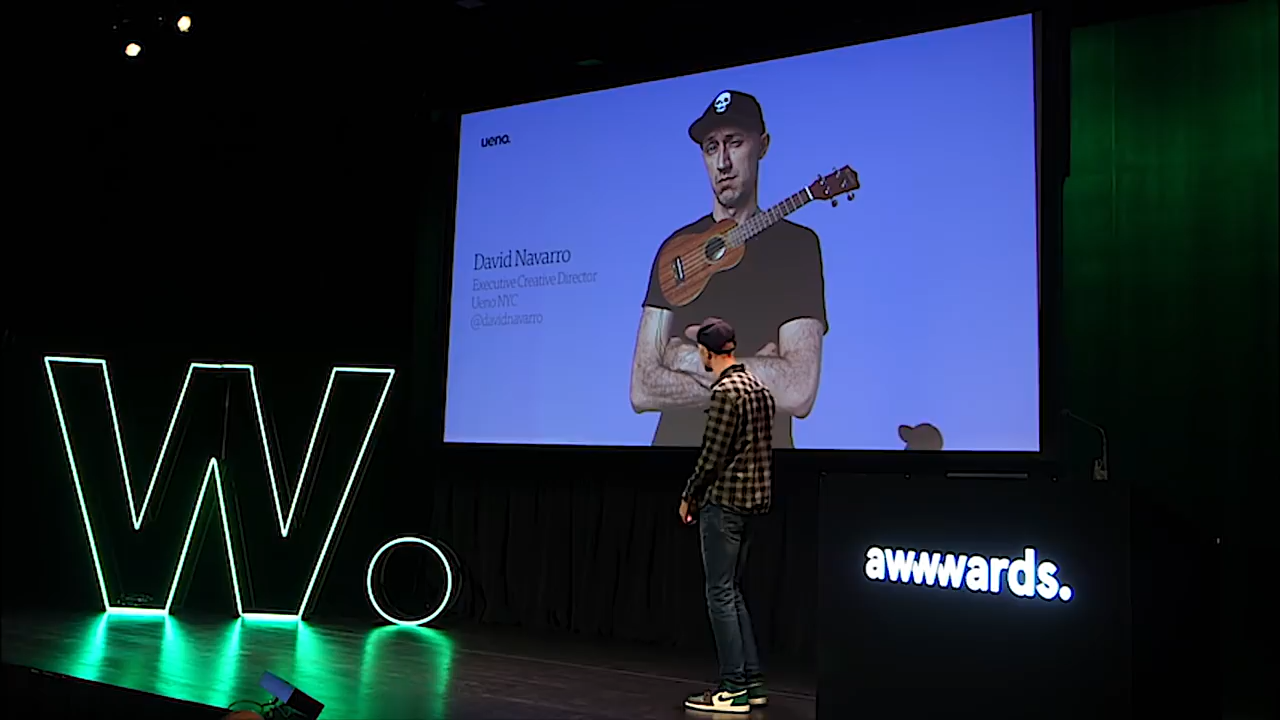 ueno.
David Navarro
Executive Creative Director
Ueno NYC
@davidnavarro
W.
awwwards.